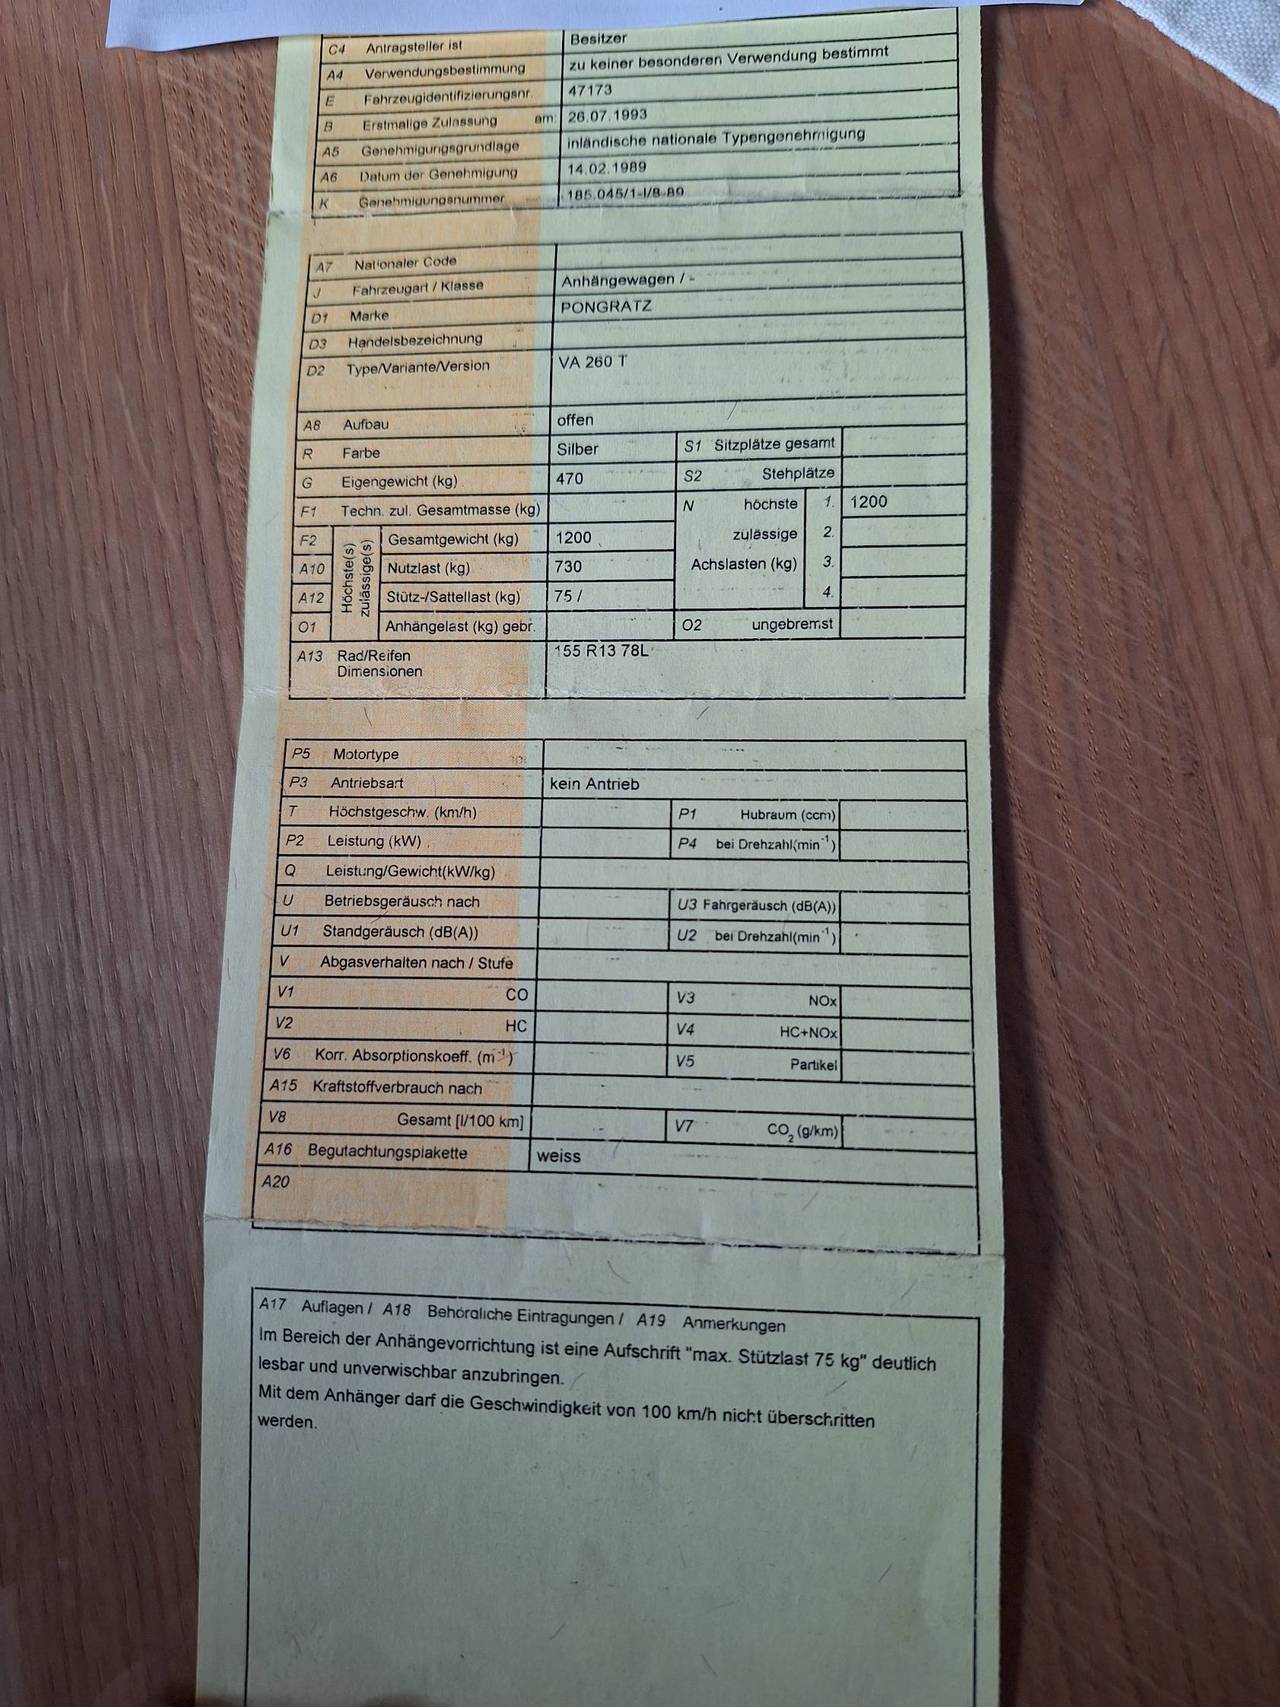 C4 Antragsteller ist Besitzer
A4 Verwendungsbestimmung zu keiner besonderen Verwendung bestimmt
E Fahrzeugidentifizierungsnr. 47173
B Erstmalige Zulassung am: 26.07.1993
A5 Genehmigungsgrundlage inländische nationale Typengenehmigung
A6 Datum der Genehmigung 14.02.1989
K Genehmigungsnummer 185.045/1-I/8-89
A7 Nationaler Code
J Fahrzeugart / Klasse Anhängewagen / -
D1 Marke PONGRATZ
D3 Handelsbezeichnung
D2 Type/Variante/Version VA 260 T
A8 Aufbau offen
R Farbe Silber S1 Sitzplätze gesamt
G Eigengewicht (kg) 470 S2 Stehplätze
F1 Techn. zul. Gesamtmasse (kg) N höchste 1. 1200
F2 Höchste(s) zulässige(s) Gesamtgewicht (kg) 1200 zulässige 2.
A10 Nutzlast (kg) 730 Achslasten (kg) 3.
A12 Stütz-/Sattellast (kg) 75 / 4.
O1 Anhängelast (kg) gebr. O2 ungebremst
A13 Rad/Reifen 155 R13 78L
Dimensionen
P5 Motortype
P3 Antriebsart kein Antrieb
T Höchstgeschw. (km/h) P1 Hubraum (ccm)
P2 Leistung (kW) P4 bei Drehzahl(min⁻¹)
Q Leistung/Gewicht(kW/kg)
U Betriebsgeräusch nach U3 Fahrgeräusch (dB(A))
U1 Standgeräusch (dB(A)) U2 bei Drehzahl(min⁻¹)
V Abgasverhalten nach / Stufe
V1 CO V3 NOx
V2 HC V4 HC+NOx
V6 Korr. Absorptionskoeff. (m⁻¹) V5 Partikel
A15 Kraftstoffverbrauch nach
V8 Gesamt [l/100 km] V7 CO₂ (g/km)
A16 Begutachtungsplakette weiss
A20
A17 Auflagen / A18 Behördliche Eintragungen / A19 Anmerkungen
Im Bereich der Anhängevorrichtung ist eine Aufschrift "max. Stützlast 75 kg" deutlich
lesbar und unverwischbar anzubringen.
Mit dem Anhänger darf die Geschwindigkeit von 100 km/h nicht überschritten
werden.